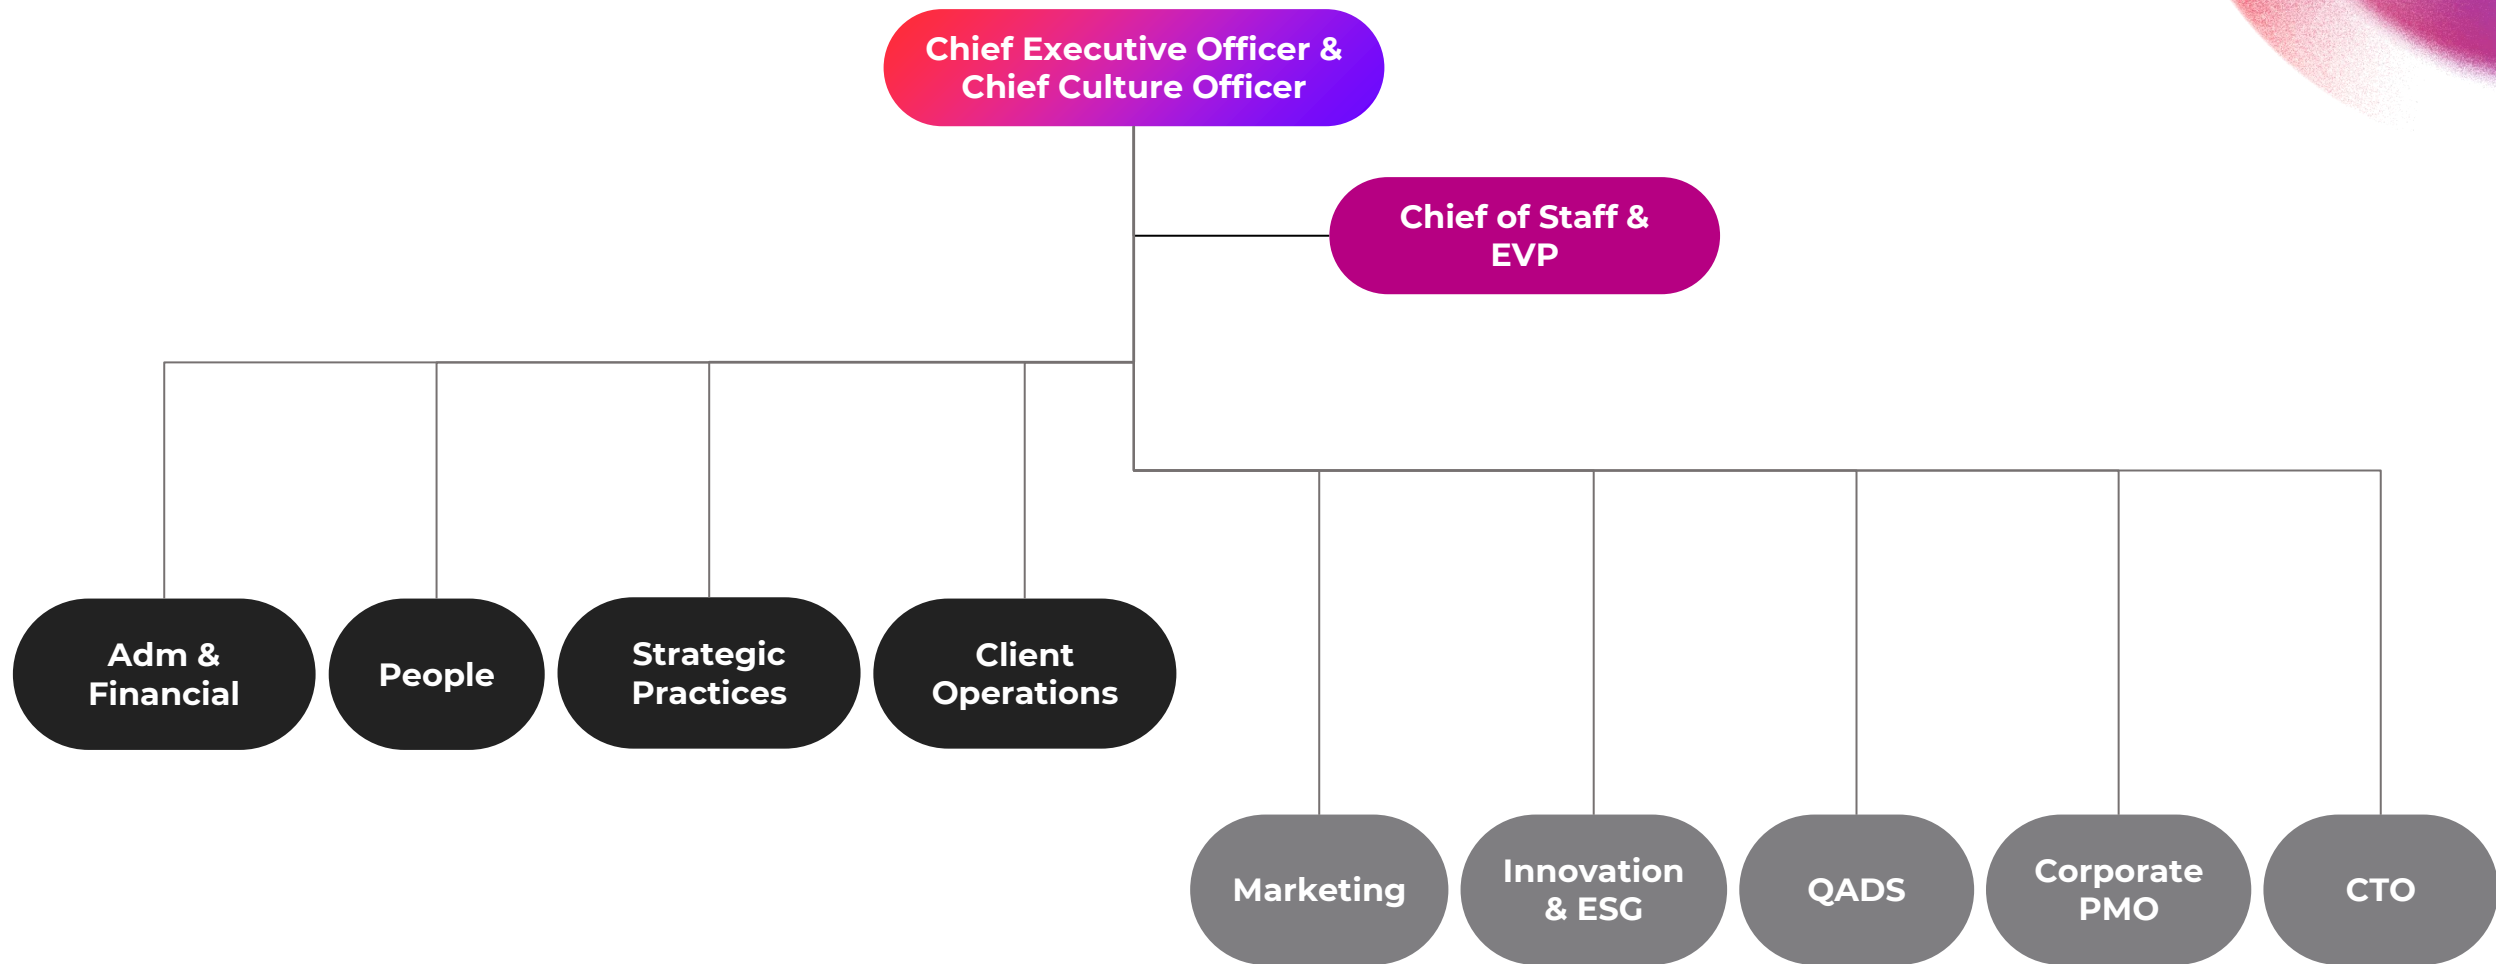 Chief Executive Officer &
Chief Culture Officer
Chief of Staff &
EVP
Adm &
Financial
People
Strategic
Practices
Client
Operations
Marketing
Innovation
& ESG
QADS
Corporate
PMO
CTO